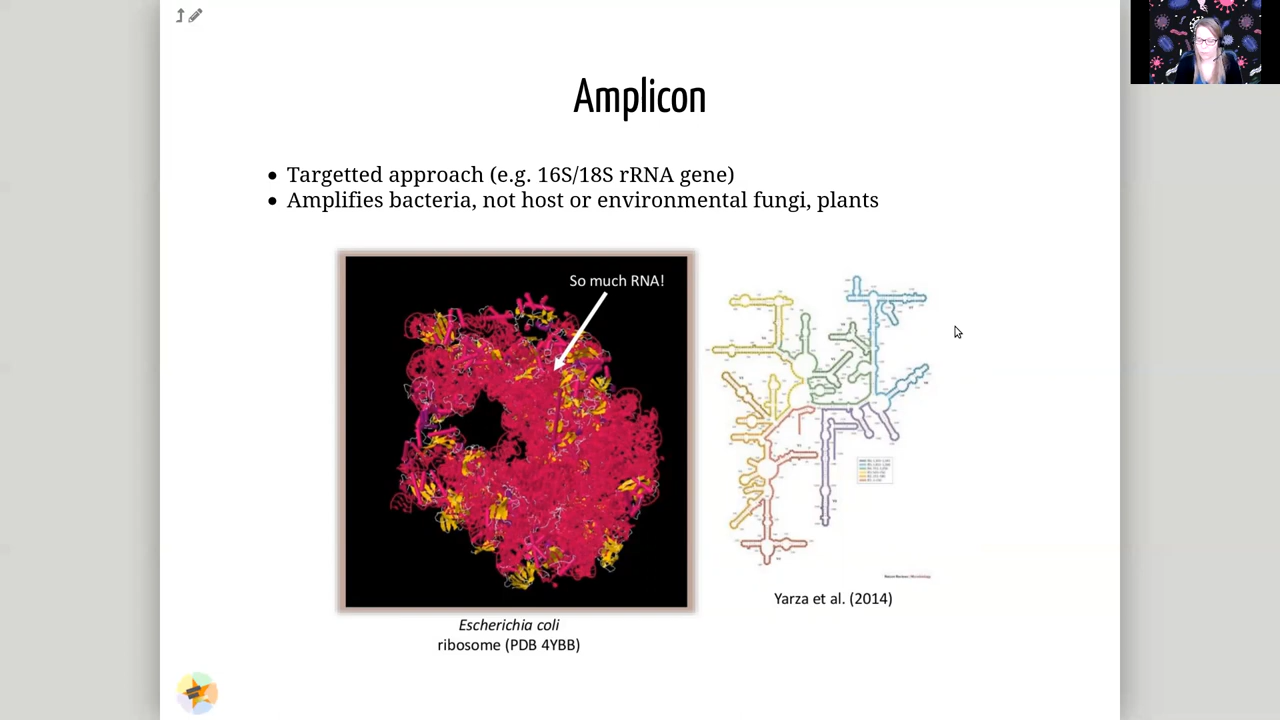 Amplicon
Targetted approach (e.g. 16S/18S rRNA gene)
Amplifies bacteria, not host or environmental fungi, plants
So much RNA!
Escherichia coli
ribosome (PDB 4YBB)
Yarza et al. (2014)